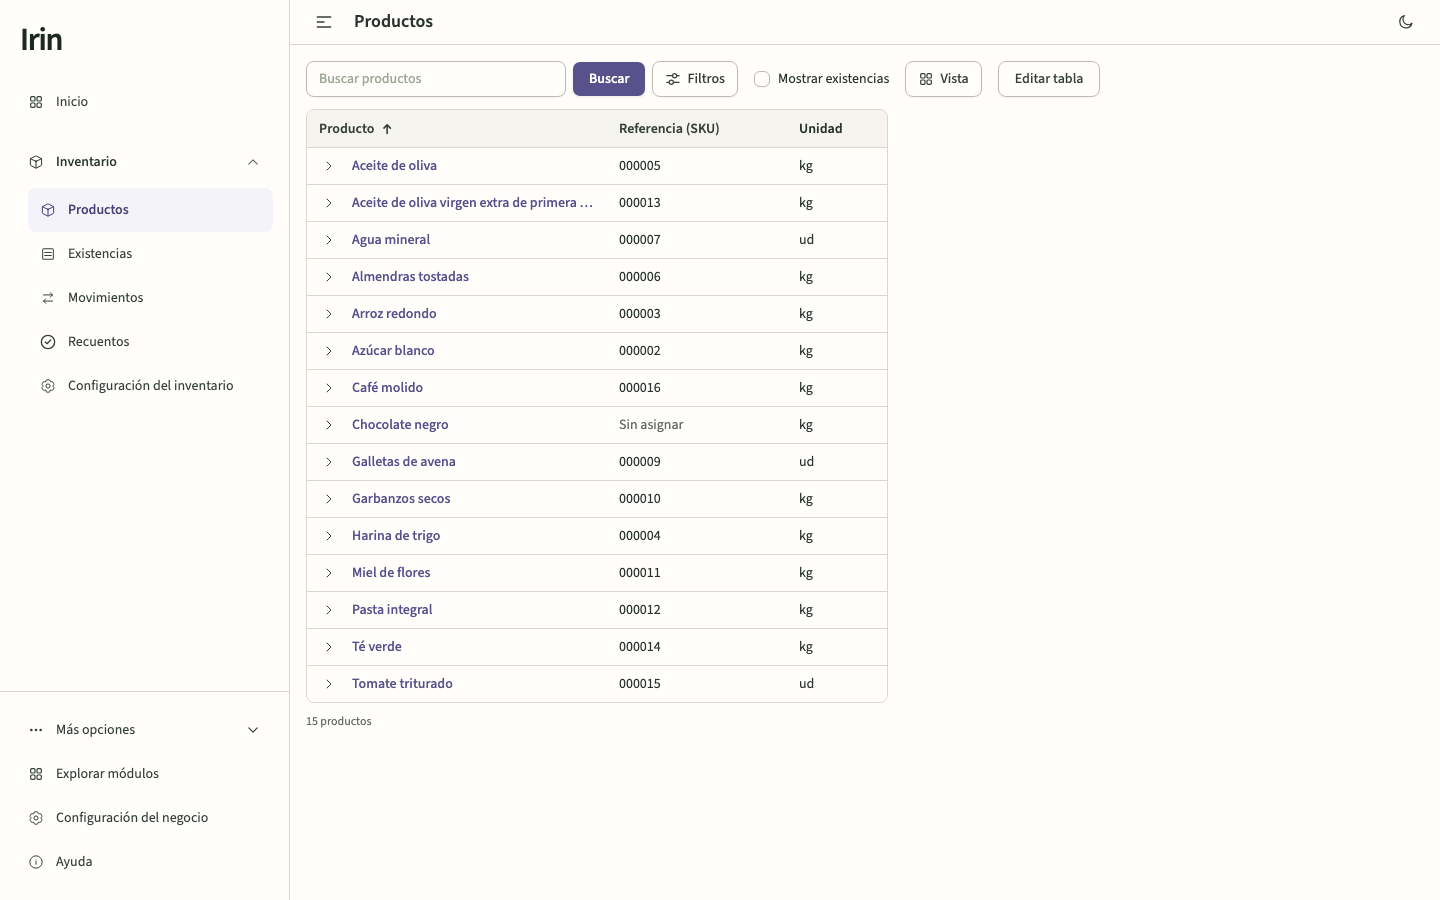 Irin
Inicio
Inventario
Productos
Existencias
Movimientos
Recuentos
Configuración del inventario
Más opciones
Explorar módulos
Configuración del negocio
Ayuda
Productos
Buscar productos
Buscar
Filtros
Mostrar existencias
Vista
Editar tabla
Producto Referencia (SKU) Unidad
Aceite de oliva 000005 kg
Aceite de oliva virgen extra de primera … 000013 kg
Agua mineral 000007 ud
Almendras tostadas 000006 kg
Arroz redondo 000003 kg
Azúcar blanco 000002 kg
Café molido 000016 kg
Chocolate negro Sin asignar kg
Galletas de avena 000009 ud
Garbanzos secos 000010 kg
Harina de trigo 000004 kg
Miel de flores 000011 kg
Pasta integral 000012 kg
Té verde 000014 kg
Tomate triturado 000015 ud
15 productos